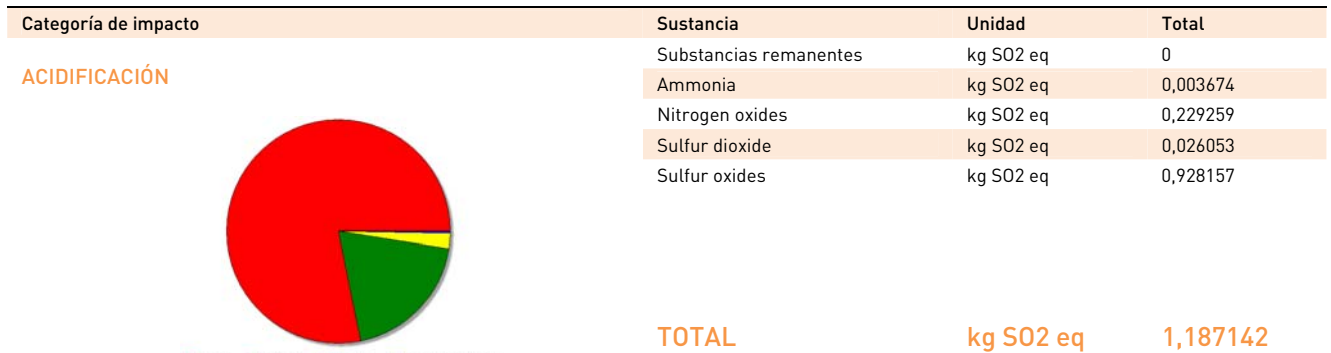 Categoría de impacto Sustancia Unidad Total
ACIDIFICACIÓN
Substancias remanentes kg SO2 eq 0
Ammonia kg SO2 eq 0,003674
Nitrogen oxides kg SO2 eq 0,229259
Sulfur dioxide kg SO2 eq 0,026053
Sulfur oxides kg SO2 eq 0,928157
TOTAL kg SO2 eq 1,187142